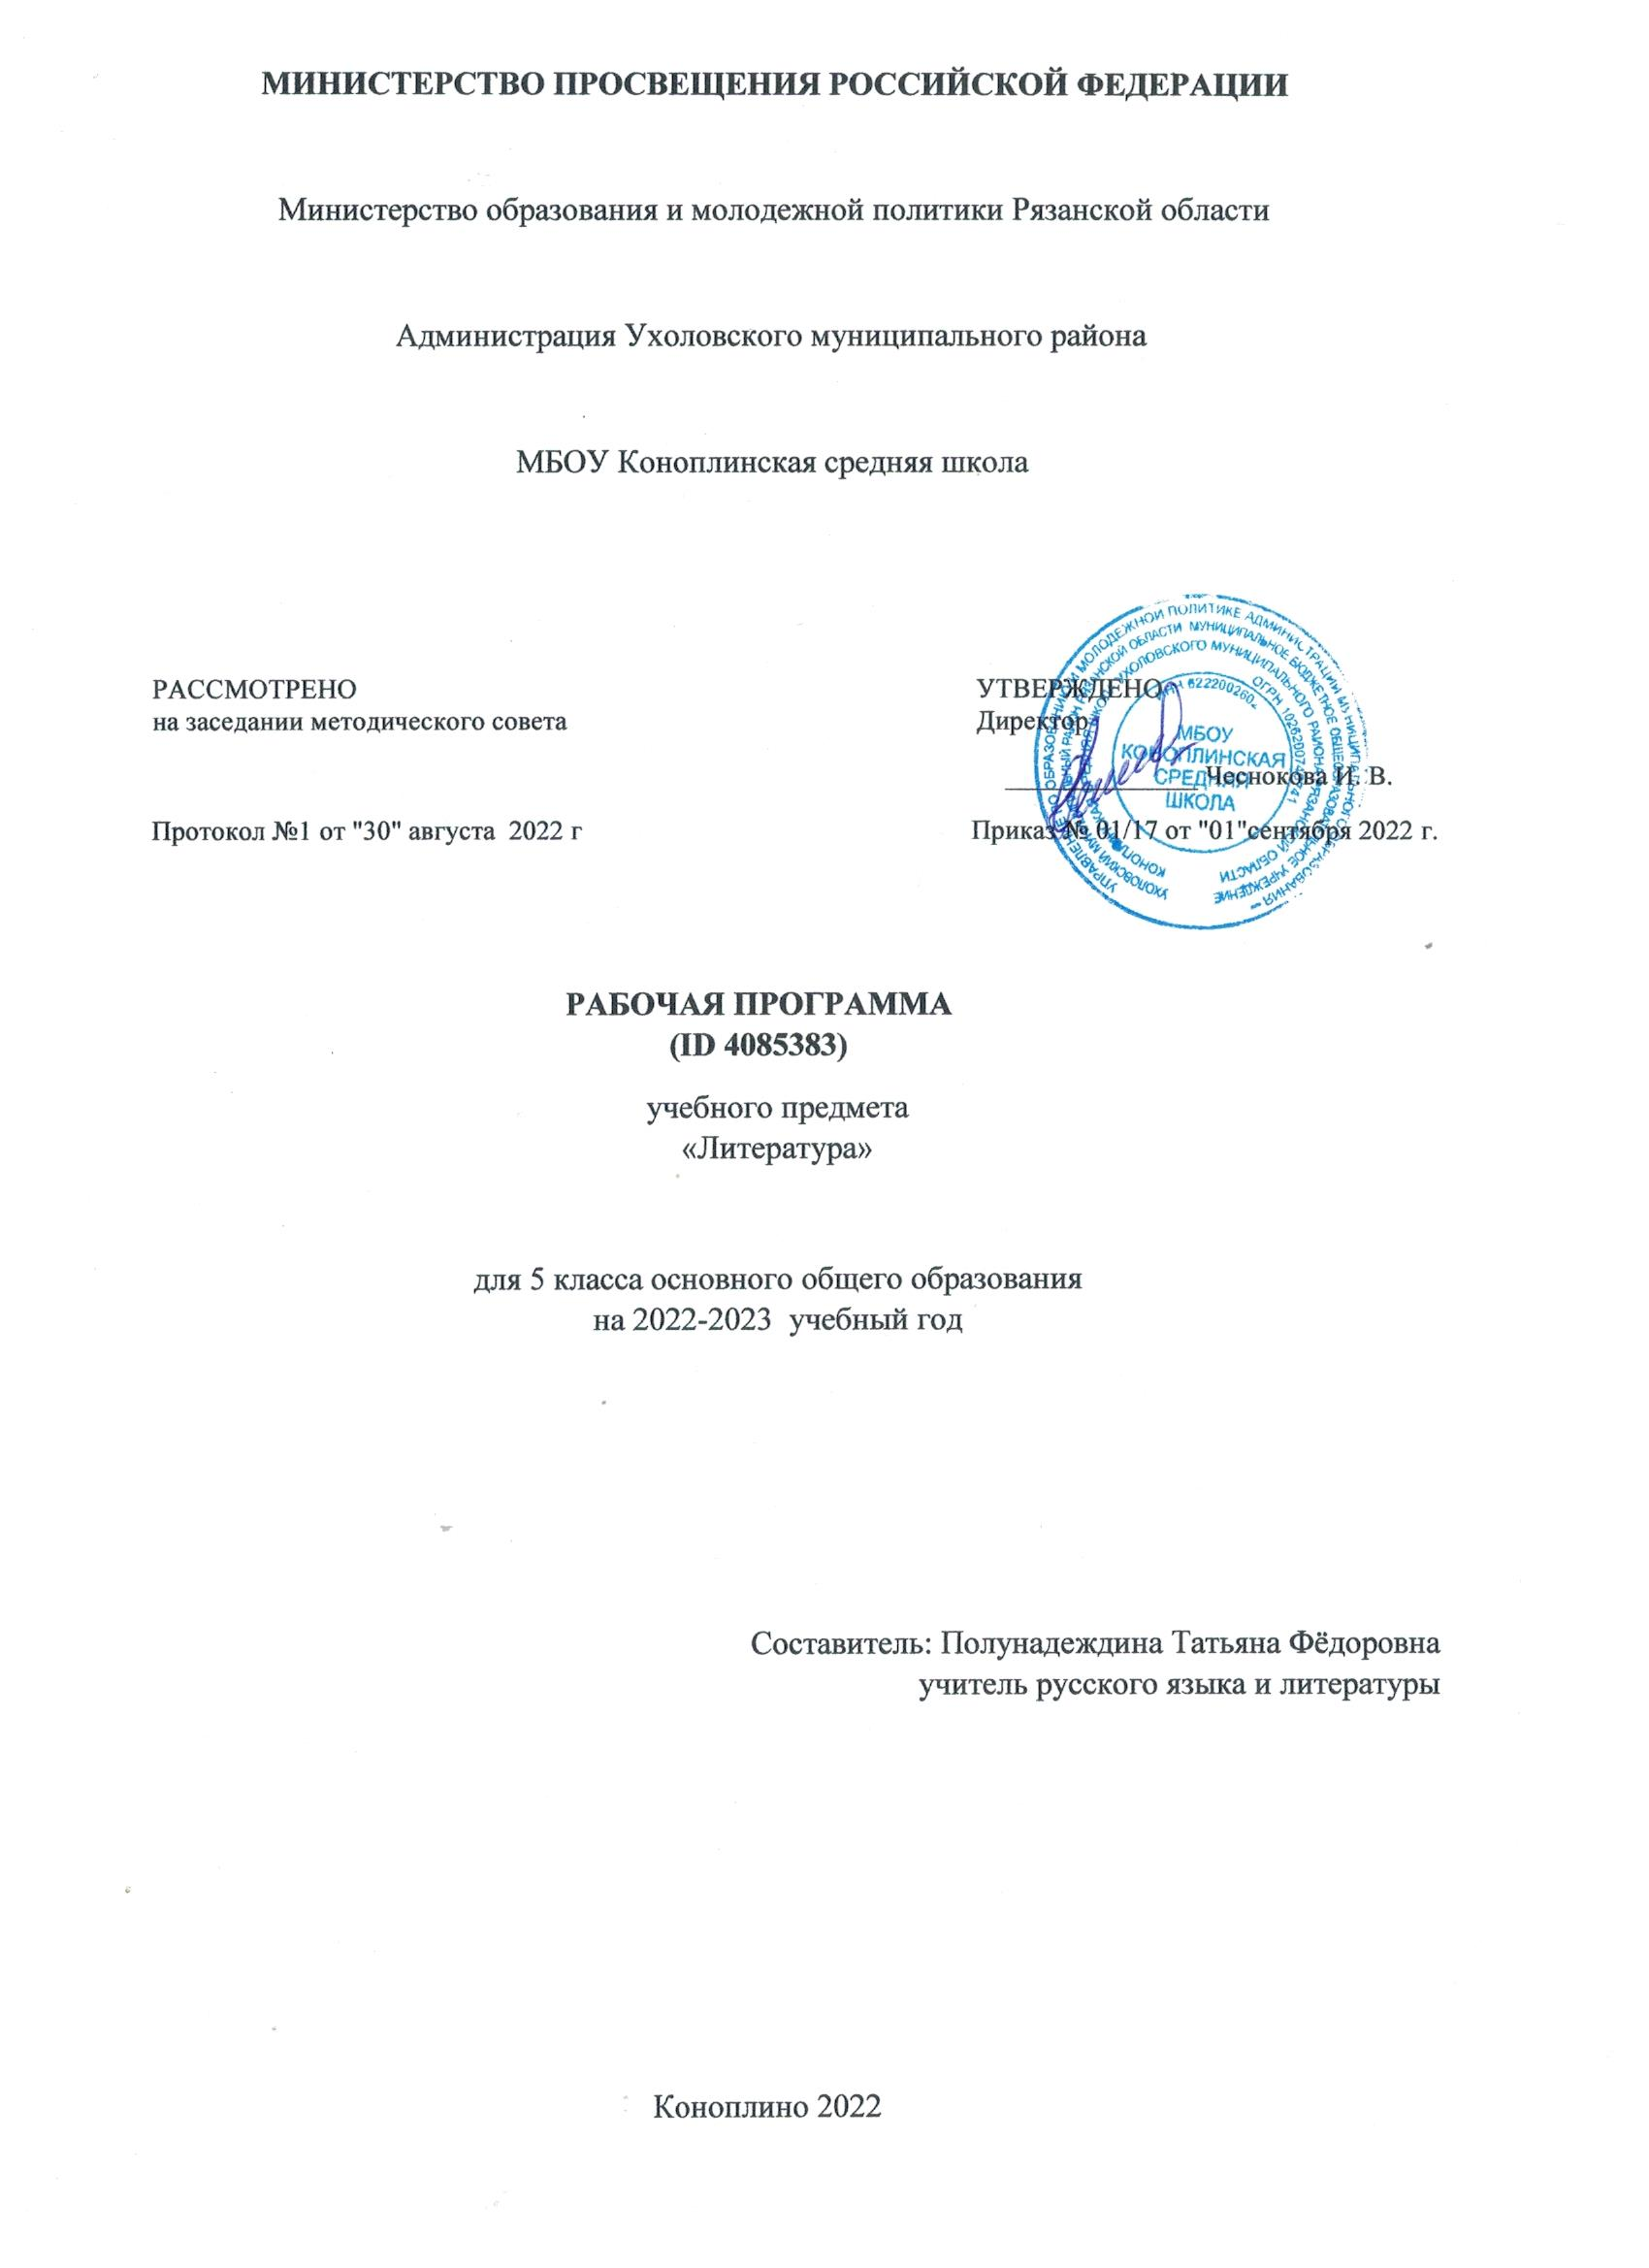 МИНИСТЕРСТВО ПРОСВЕЩЕНИЯ РОССИЙСКОЙ ФЕДЕРАЦИИ
Министерство образования и молодежной политики Рязанской области
Администрация Ухоловского муниципального района
МБОУ Коноплинская средняя школа
РАССМОТРЕНО
на заседании методического совета
Протокол №1 от "30" августа 2022 г
УТВЕРЖДЕНО
Директор
Чеснокова И. В.
Приказ № 01/17 от "01"сентября 2022 г.
МБОУ
КОНОПЛИНСКАЯ
СРЕДНЯЯ
ШКОЛА
РАБОЧАЯ ПРОГРАММА
(ID 4085383)
учебного предмета
«Литература»
для 5 класса основного общего образования
на 2022-2023 учебный год
Составитель: Полунадеждина Татьяна Фёдоровна
учитель русского языка и литературы
Коноплино 2022